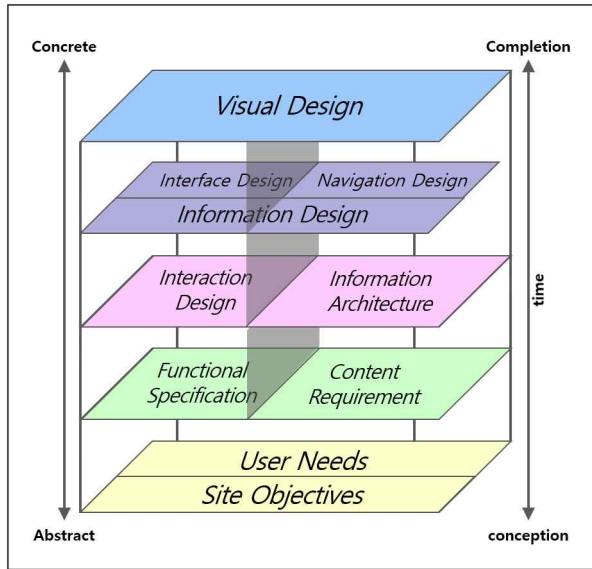 Concrete
Completion
Visual Design
Interface Design
Navigation Design
Information Design
Interaction
Design
Information
Architecture
time
Functional
Specification
Content
Requirement
User Needs
Site Objectives
Abstract
conception